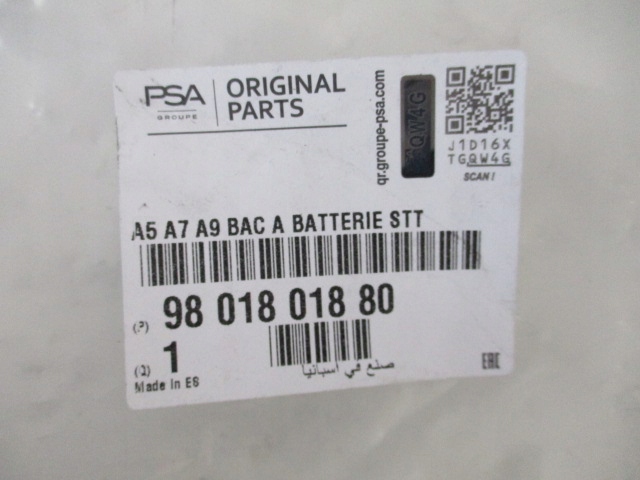 PSA
GROUPE
ORIGINAL
PARTS
qr.groupe-psa.com
QW4G
J1D16X
TGQW4G
SCAN!
A5 A7 A9 BAC A BATTERIE STT
(P) 98 018 018 80
(Q) 1
Made in ES
صنع في اسبانيا
EAC